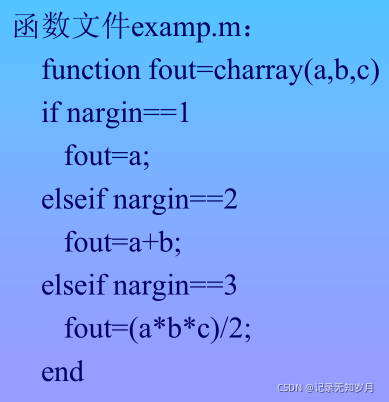 函数文件examp.m：
function fout=charray(a,b,c)
if nargin==1
fout=a;
elseif nargin==2
fout=a+b;
elseif nargin==3
fout=(a*b*c)/2;
end
CSDN @记录无知岁月